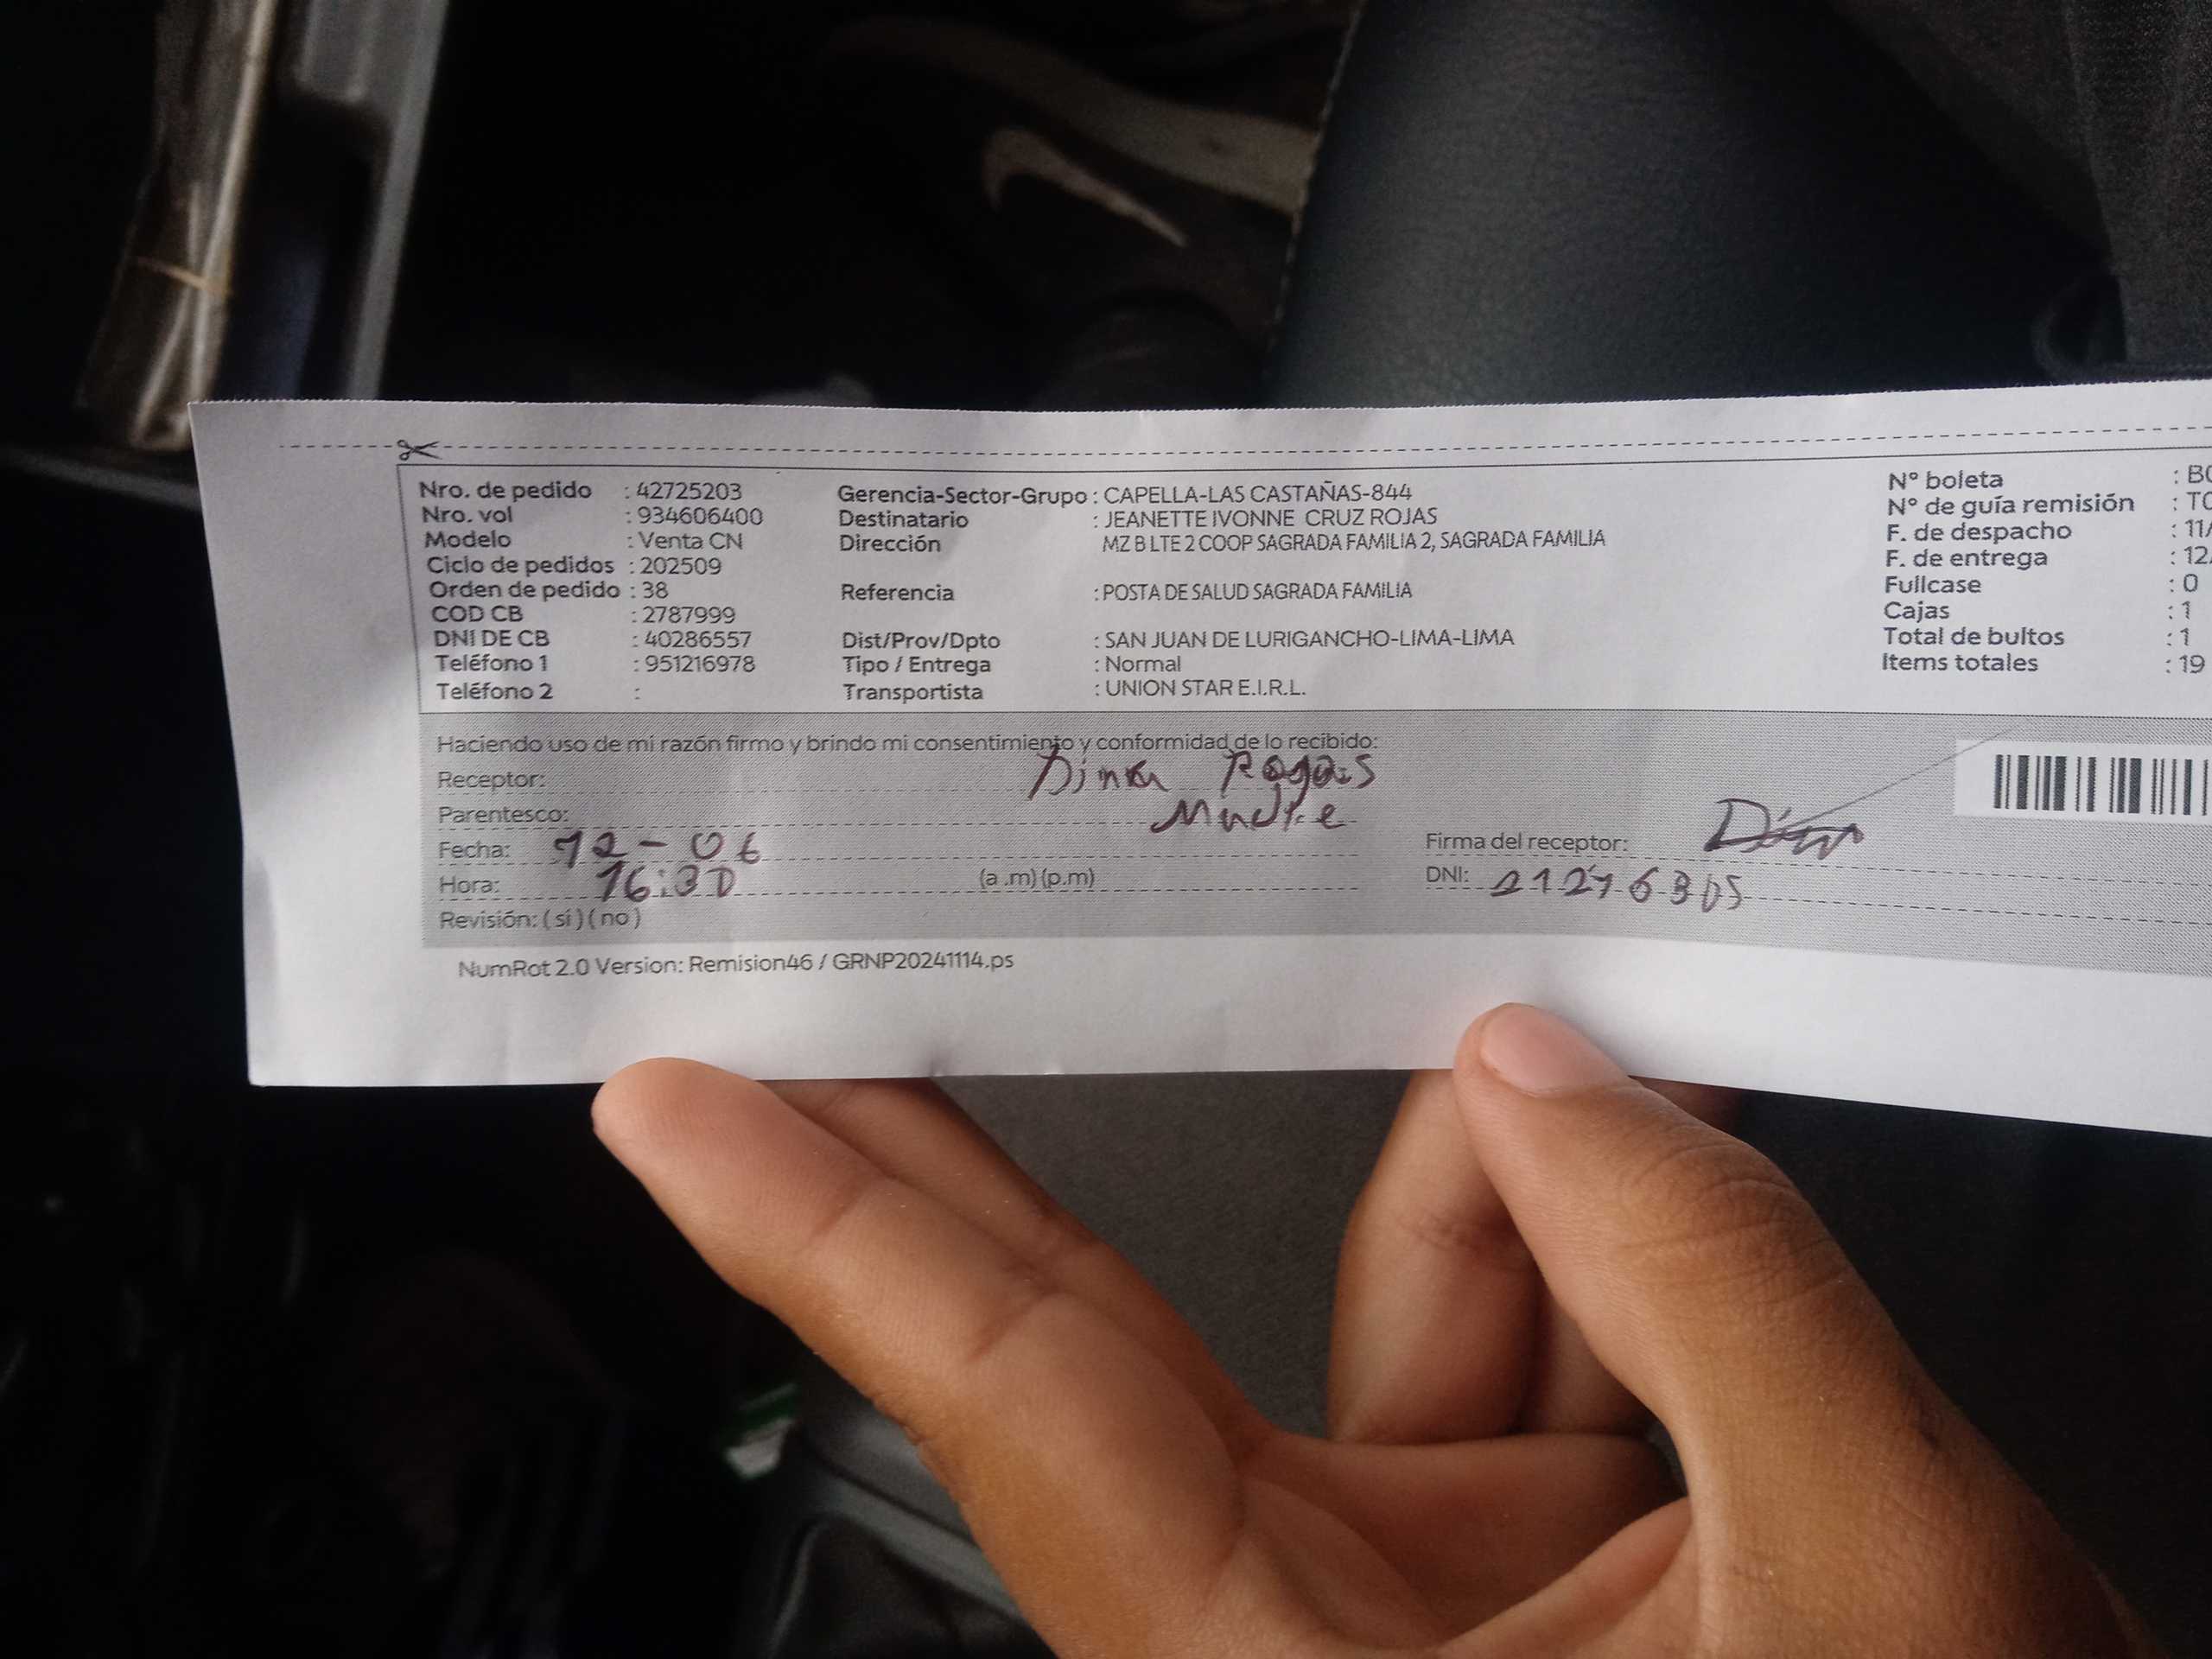 Nro. de pedido : 42725203
Nro. vol : 934606400
Modelo : Venta CN
Ciclo de pedidos : 202509
Orden de pedido : 38
COD CB : 2787999
DNI DE CB : 40286557
Teléfono 1 : 951216978
Teléfono 2 :
Gerencia-Sector-Grupo : CAPELLA-LAS CASTAÑAS-844
Destinatario : JEANETTE IVONNE CRUZ ROJAS
Dirección MZ B LTE 2 COOP SAGRADA FAMILIA 2, SAGRADA FAMILIA
Referencia : POSTA DE SALUD SAGRADA FAMILIA
Dist/Prov/Dpto : SAN JUAN DE LURIGANCHO-LIMA-LIMA
Tipo / Entrega : Normal
Transportista : UNION STAR E.I.R.L.
N° boleta : B
N° de guía remisión : T
F. de despacho : 11/
F. de entrega : 12
Fullcase : 0
Cajas : 1
Total de bultos : 1
Items totales : 19
Haciendo uso de mi razón firmo y brindo mi consentimiento y conformidad de lo recibido:
Receptor:
Parentesco: Madre
Fecha: 12-06
Hora: 16:30 (a.m) (p.m)
Revisión: (si) (no)
Firma del receptor:
DNI:
NumRot 2.0 Version: Remision46 / GRNP20241114.ps